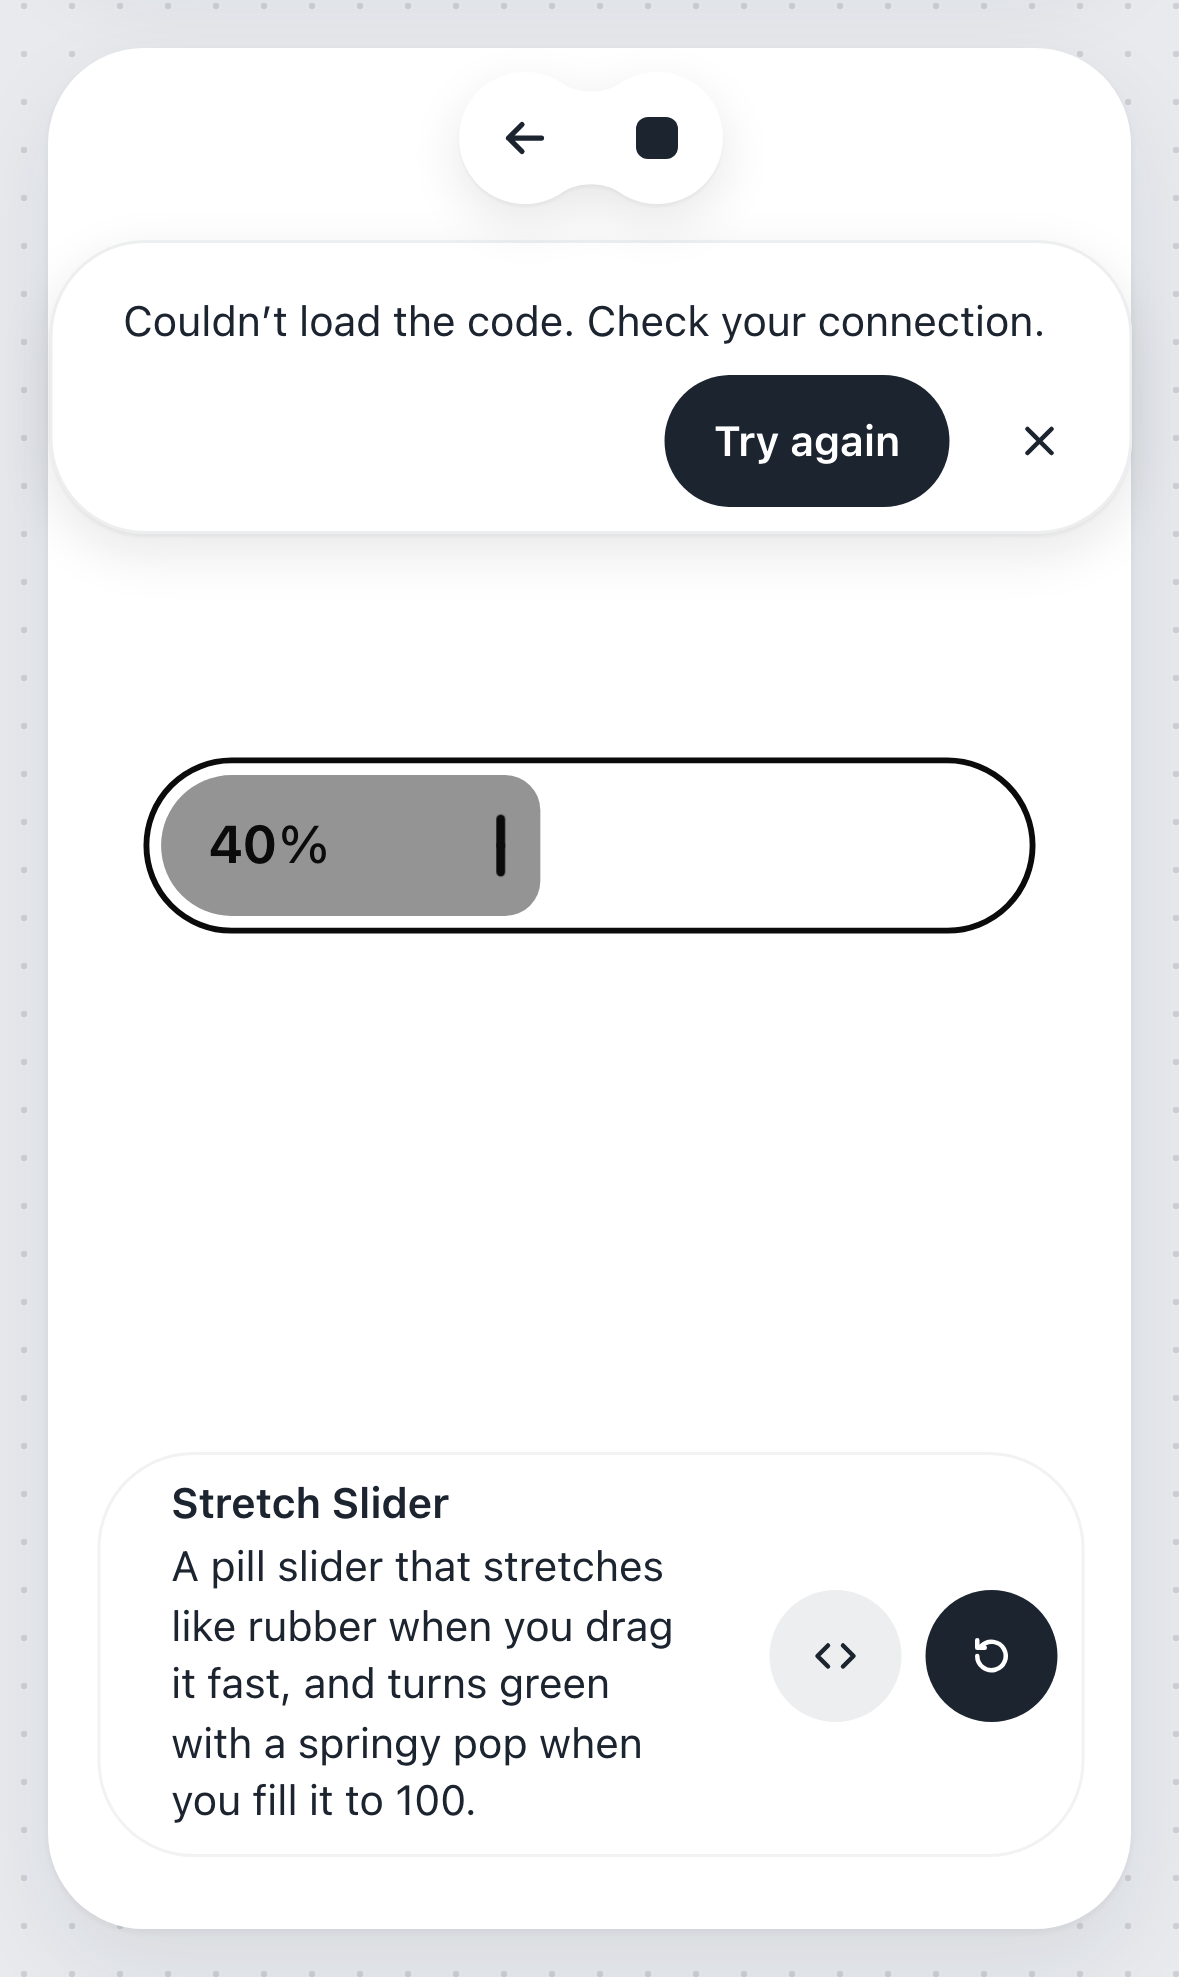 Couldn’t load the code. Check your connection.
Try again
40%
Stretch Slider
A pill slider that stretches
like rubber when you drag
it fast, and turns green
with a springy pop when
you fill it to 100.